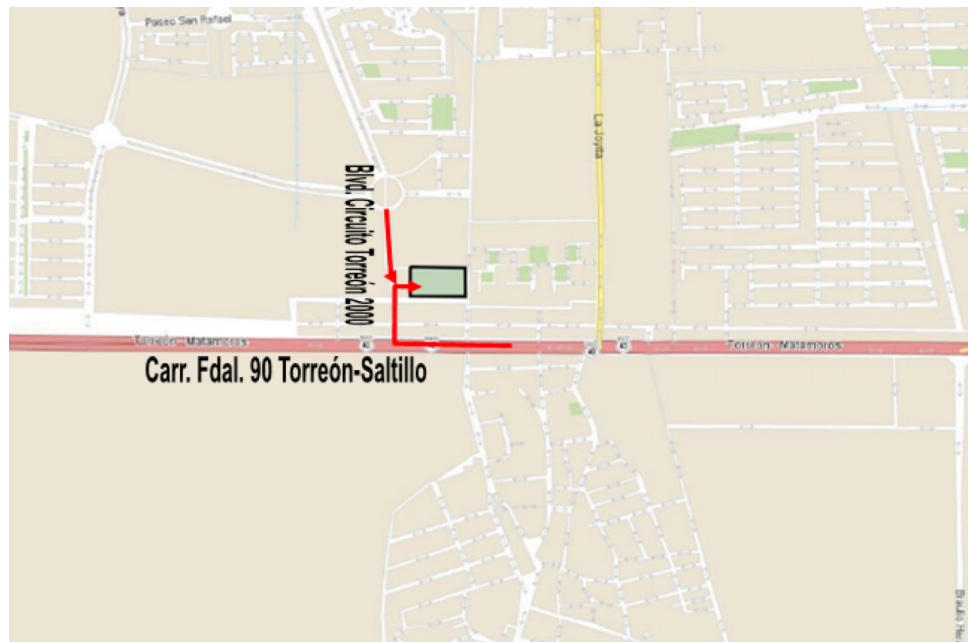 Paseo San Rafael
La Joyita
Blvd. Circuito Torreón 2000
Torreón - Matamoros
Torreón - Matamoros
Carr. Fdal. 90 Torreón-Saltillo